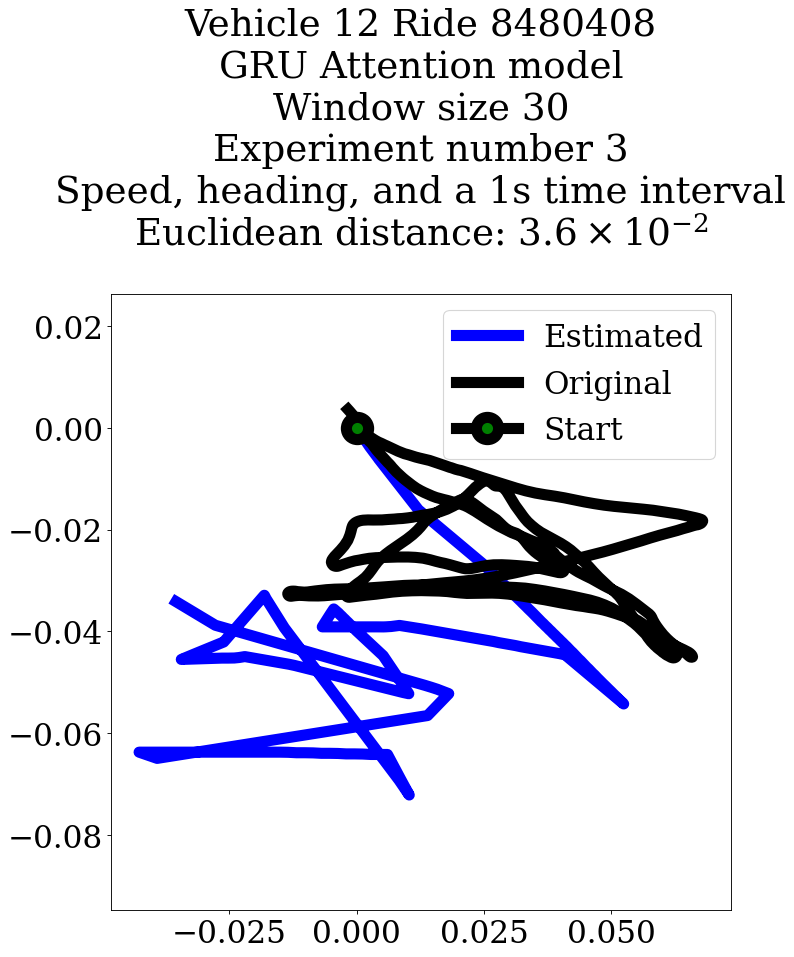 Vehicle 12 Ride 8480408
GRU Attention model
Window size 30
Experiment number 3
Speed, heading, and a 1s time interval
Euclidean distance: 3.6 × 10⁻²
Estimated
Original
Start
0.02
0.00
−0.02
−0.04
−0.06
−0.08
−0.025 0.000 0.025 0.050